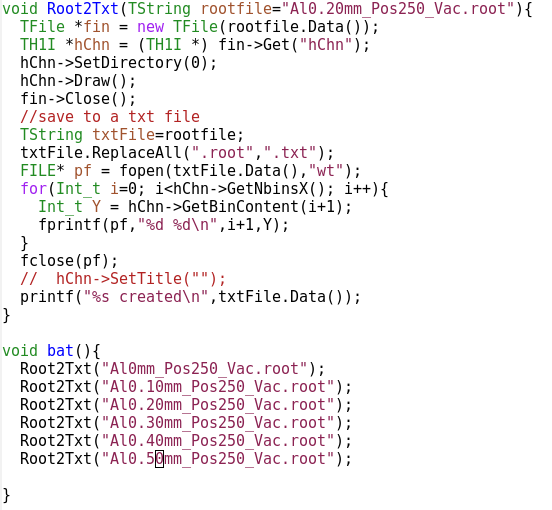 void Root2Txt(TString rootfile="Al0.20mm_Pos250_Vac.root"){
  TFile *fin = new TFile(rootfile.Data());
  TH1I *hChn = (TH1I *) fin->Get("hChn");
  hChn->SetDirectory(0);
  hChn->Draw();
  fin->Close();
  //save to a txt file
  TString txtFile=rootfile;
  txtFile.ReplaceAll(".root",".txt");
  FILE* pf = fopen(txtFile.Data(),"wt");
  for(Int_t i=0; i<hChn->GetNbinsX(); i++){
    Int_t Y = hChn->GetBinContent(i+1);
    fprintf(pf,"%d %d\n",i+1,Y);
  }
  fclose(pf);
  //  hChn->SetTitle("");
  printf("%s created\n",txtFile.Data());
}

void bat(){
  Root2Txt("Al0mm_Pos250_Vac.root");
  Root2Txt("Al0.10mm_Pos250_Vac.root");
  Root2Txt("Al0.20mm_Pos250_Vac.root");
  Root2Txt("Al0.30mm_Pos250_Vac.root");
  Root2Txt("Al0.40mm_Pos250_Vac.root");
  Root2Txt("Al0.50mm_Pos250_Vac.root");

}